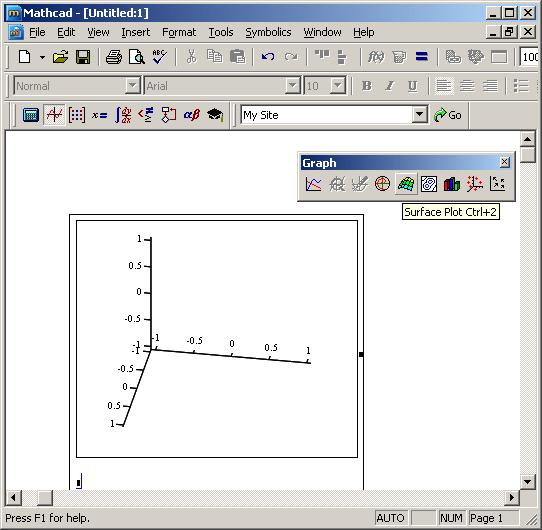 Mathcad - [Untitled:1]
File Edit View Insert Format Tools Symbolics Window Help
f(x) 100
Normal Arial 10 B I U
x= αβ My Site Go
Graph
Surface Plot Ctrl+2
1
0.5
0
-0.5
-1 -1 -0.5 0 0.5 1
-1
-0.5
0
0.5
1
Press F1 for help. AUTO NUM Page 1